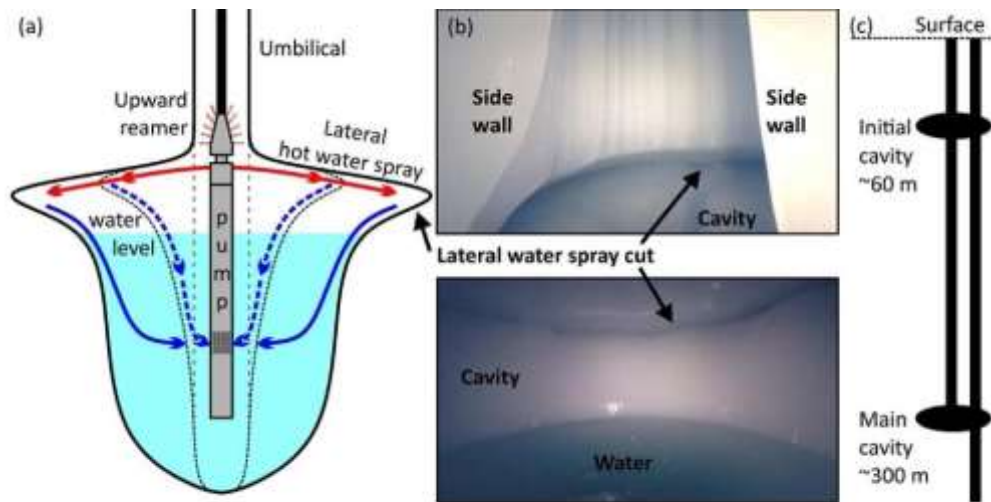 (a)
Umbilical
Upward
reamer
Lateral
hot water spray
water
level
pump
(b)
Side
wall
Side
wall
Cavity
Lateral water spray cut
Cavity
Water
(c)
Surface
Initial
cavity
~60 m
Main
cavity
~300 m